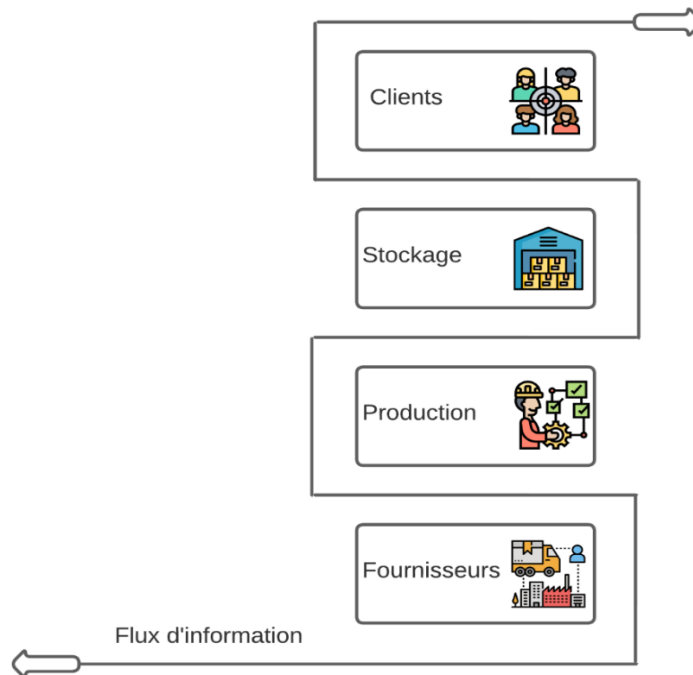 Clients
Stockage
Production
Fournisseurs
Flux d'information